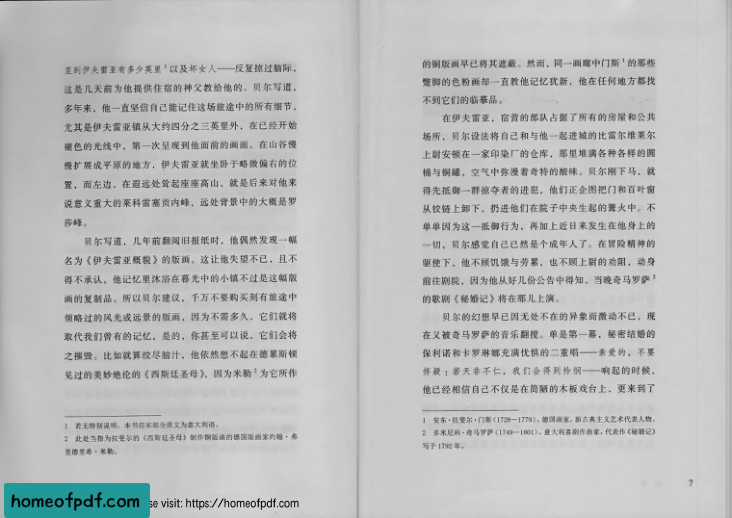 亚到伊夫雷亚有多少英里¹以及坏女人——反复掠过脑际，
这是几天前为他提供住宿的神父教给他的。贝尔写道，
多年来，他一直坚信自己能记住这场旅途中的所有细节，
尤其是伊夫雷亚镇从大约四分之三英里外，在已经开始
褪色的光线中，第一次呈现到他面前的画面。在山谷慢
慢扩展成平原的地方，伊夫雷亚就坐卧于略微偏右的位
置，而左边，在遥远处耸起座座高山，就是后来对他来
说意义重大的莱科雷塞贡内峰，远处背景中的大概是罗
莎峰。
贝尔写道，几年前翻阅旧报纸时，他偶然发现一幅
名为《伊夫雷亚概貌》的版画。这让他失望不已，且不
得不承认，他记忆里沐浴在暮光中的小镇不过是这幅版
画的复制品。所以贝尔建议，千万不要购买刻有旅途中
领略过的风光或远景的版画，因为不需多久，它们就将
取代我们曾有的记忆，是的，你甚至可以说，它们会将
之摧毁。比如就算绞尽脑汁，他依然想不起在德累斯顿
见过的美妙绝伦的《西斯廷圣母》，因为米勒²为它所作
1 若无特别说明，本书仿宋部分原文为意大利语。
2 此处当指为拉斐尔的《西斯廷圣母》制作铜版画的德国版画家约翰·弗
里德里希·米勒。
的铜版画早已将其遮蔽。然而，同一画廊中门斯¹的那些
蹩脚的色粉画却一直教他记忆犹新，他在任何地方都找
不到它们的临摹品。
在伊夫雷亚，宿营的部队占据了所有的房屋和公共
场所，贝尔设法将自己和与他一起进城的比雷尔维莱尔
上尉安顿在一家印染厂的仓库，那里堆满各种各样的圆
桶与铜罐，空气中弥漫着奇特的酸味。贝尔刚下马，就
得先抵御一群掠夺者的进犯，他们正企图把门和百叶窗
从铰链上卸下，扔进他们在院子中央生起的篝火中。不
单单因为这一抵御行为，再加上近日来发生在他身上的
一切，贝尔感觉自己已然是个成年人了。在冒险精神的
驱使下，他不顾饥饿与劳累，也不顾上尉的劝阻，动身
前往剧院，因为他从好几份公告中得知，当晚奇马罗萨²
的歌剧《秘婚记》将在那儿上演。
贝尔的幻想早已因无处不在的异象而激动不已，现
在又被奇马罗萨的音乐翻搅。单是第一幕，秘密结婚的
保利诺和卡罗琳娜充满忧惧的二重唱——亲爱的，不要
怀疑；若天非不仁，我们会得到怜悯——响起的时候，
他已经相信自己不仅是在简陋的木板戏台上，更来到了
1 安东·拉斐尔·门斯（1728—1779），德国画家，新古典主义艺术代表人物。
2 多米尼科·奇马罗萨（1749—1801），意大利喜剧作曲家，代表作《秘婚记》
写于1792年。
7
homeofpdf.com
se visit: https://homeofpdf.com